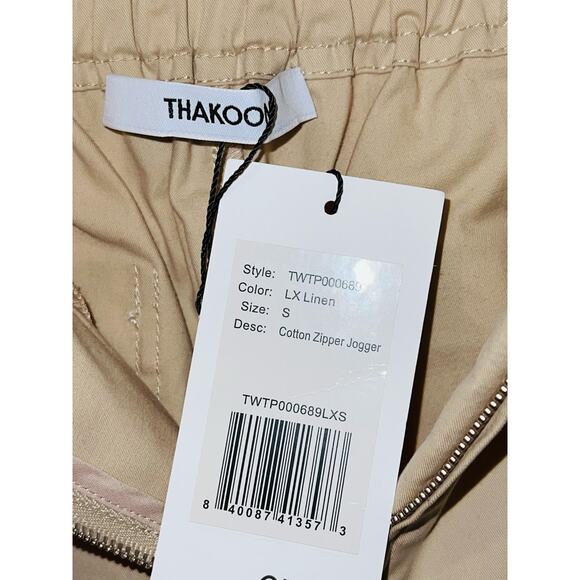 THAKOON
Style: TWTP000689
Color: LX Linen
Size: S
Desc: Cotton Zipper Jogger
TWTP000689LXS
8 40087 41357 3